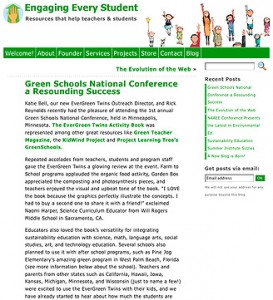 Engaging Every Student
Resources that help teachers & students
Welcome! About Founder Services Projects Store Contact Blog
The Evolution of the Web »
Green Schools National Conference
a Resounding Success
Katie Bell, our new EverGreen Twins Outreach Director, and Rick
Reynolds recently had the pleasure of attending the 1st annual
Green Schools National Conference, held in Minneapolis,
Minnesota. The EverGreen Twins Activity Book was
represented among other great resources like Green Teacher
Magazine, the KidWind Project and Project Learning Tree's
GreenSchools.
Repeated accolades from teachers, students and program staff
gave the EverGreen Twins a glowing review at the event. Farm to
School programs applauded the organic food activity, Garden Box
appreciated the composting and photosynthesis pieces, and
teachers enjoyed the visual and upbeat tone of the book. "I LOVE
the book because the graphics perfectly illustrate the concepts. I
had to buy a second one to share it with a friend" exclaimed
Naomi Harper, Science Curriculum Educator from Will Rogers
Middle School in Sacramento, CA.
Educators also loved the book's versatility for integrating
sustainability education with science, math, language arts, social
studies, art, and technology education. Several schools also
planned to use it with after school programs, such as Pine Jog
Elementary's amazing green program in West Palm Beach, Florida
(see more information below about the school). Teachers and
parents from other states such as California, Hawaii, Iowa,
Kansas, Michigan, Minnesota, and Wisconsin (just to name a few!)
were excited to use the EverGreen Twins with their kids, and we
have already started to hear about how much the students are
Recent Posts
Green Schools National
Conference a Resounding
Success
The Evolution of the Web
NAAEE Conference Presents
the Latest in Environmental
Ed
Sustainability Education
Summer Institute Sizzles
A New Blog is Born!
Get posts via email:
Email address
OK
We will not use your address for any
purpose beyond this blog.